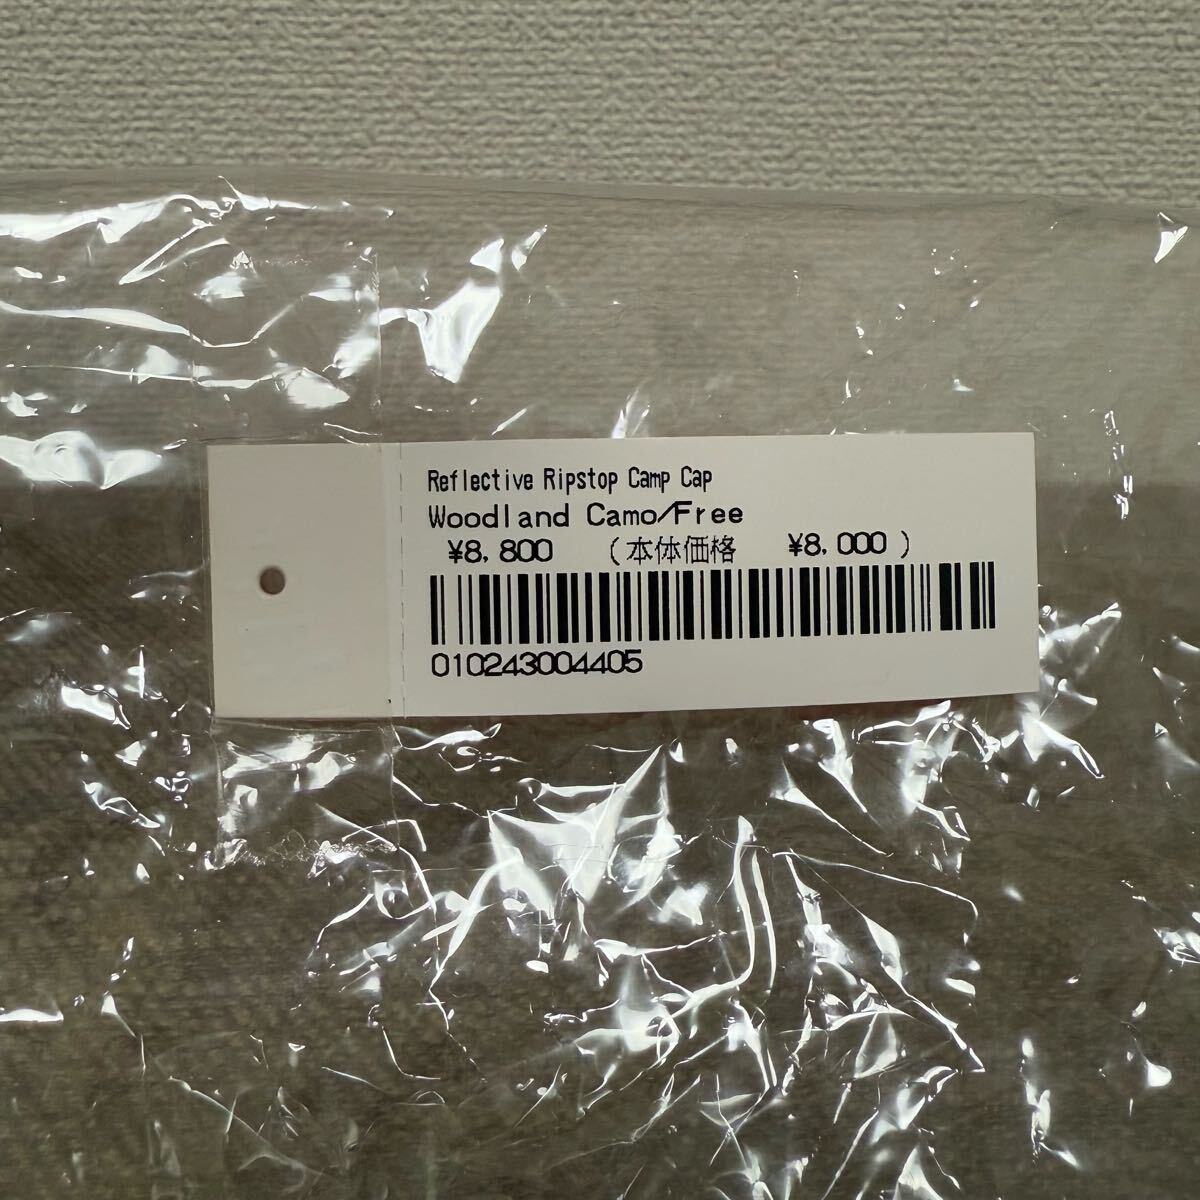 Reflective Ripstop Camp Cap
Woodland Camo/Free
¥8,800 (本体価格 ¥8,000)
010243004405